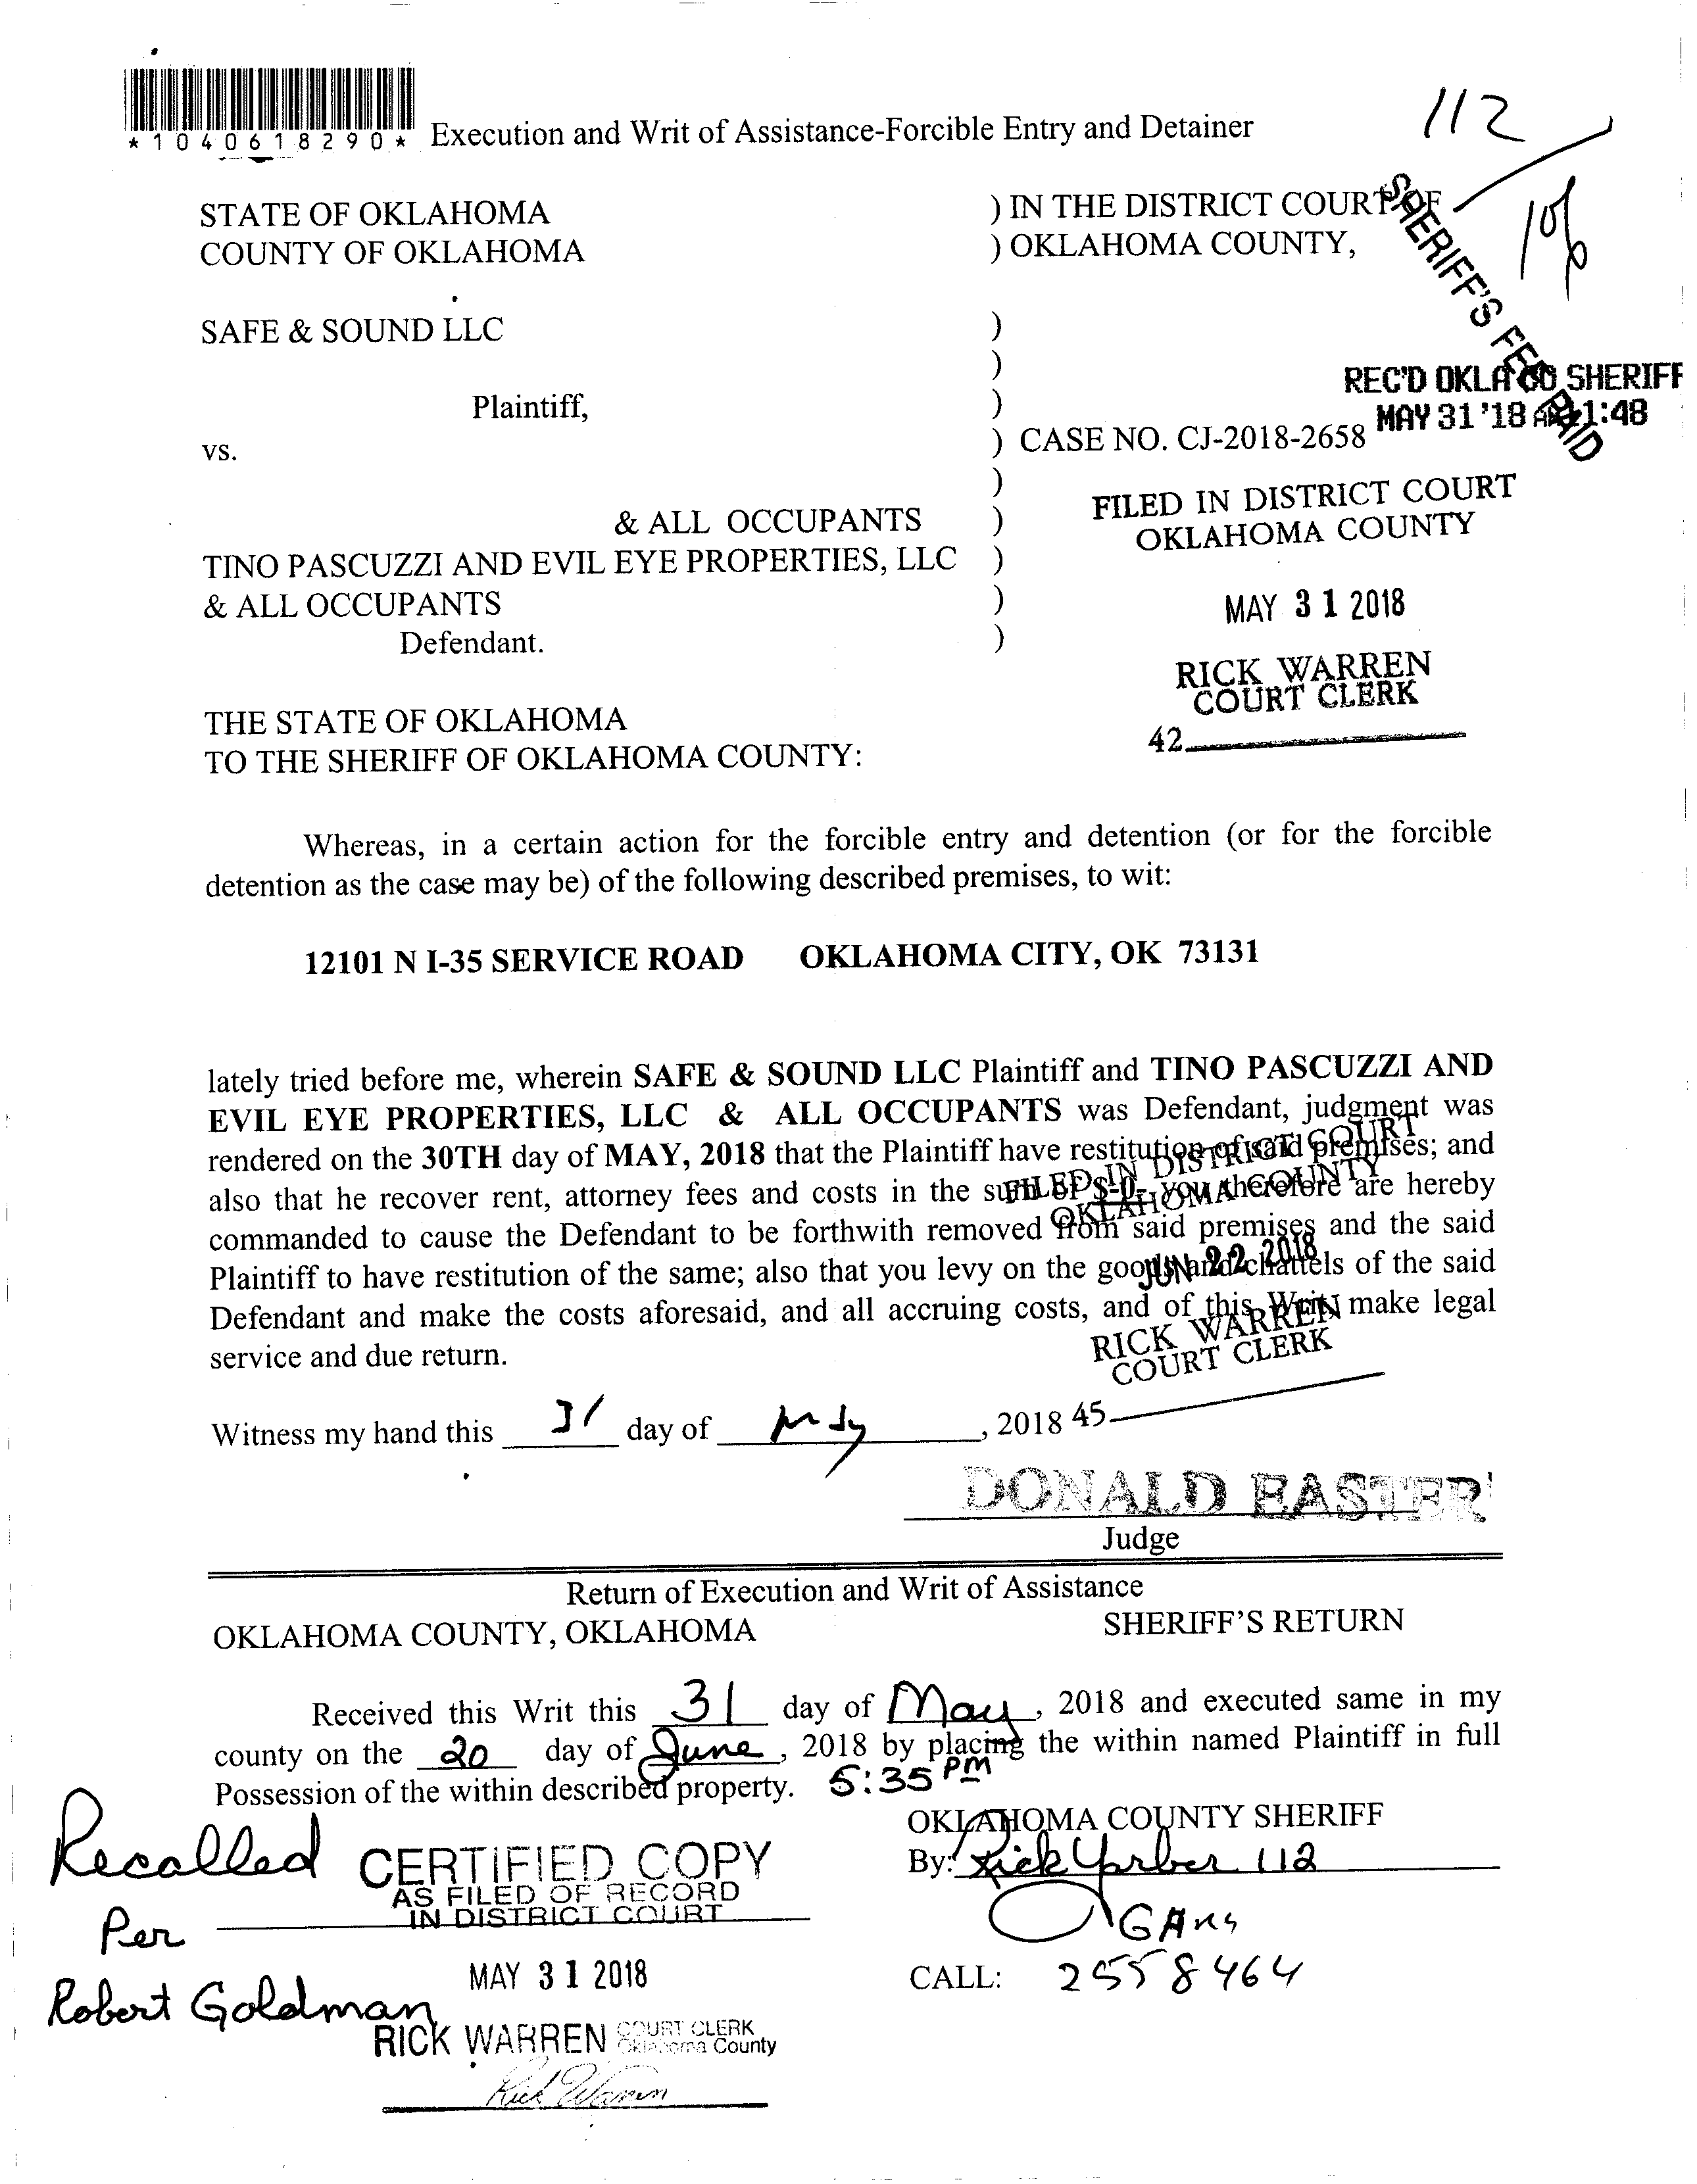 *1040618290* Execution and Writ of Assistance-Forcible Entry and Detainer
112
STATE OF OKLAHOMA ) IN THE DISTRICT COURT OF
COUNTY OF OKLAHOMA ) OKLAHOMA COUNTY,
SHERIFF'S FEE PAID
SAFE & SOUND LLC )
)
REC'D OKLA CO SHERIFF
Plaintiff, )
MAY 31 '18 AM11:48
vs. ) CASE NO. CJ-2018-2658
)
FILED IN DISTRICT COURT
OKLAHOMA COUNTY
& ALL OCCUPANTS )
TINO PASCUZZI AND EVIL EYE PROPERTIES, LLC )
& ALL OCCUPANTS )
MAY 31 2018
Defendant. )
RICK WARREN
COURT CLERK
42
THE STATE OF OKLAHOMA
TO THE SHERIFF OF OKLAHOMA COUNTY:
Whereas, in a certain action for the forcible entry and detention (or for the forcible
detention as the case may be) of the following described premises, to wit:
12101 N I-35 SERVICE ROAD OKLAHOMA CITY, OK 73131
lately tried before me, wherein SAFE & SOUND LLC Plaintiff and TINO PASCUZZI AND
EVIL EYE PROPERTIES, LLC & ALL OCCUPANTS was Defendant, judgment was
rendered on the 30TH day of MAY, 2018 that the Plaintiff have restitution of said premises; and
also that he recover rent, attorney fees and costs in the sum of $-0- you therefore are hereby
commanded to cause the Defendant to be forthwith removed from said premises and the said
Plaintiff to have restitution of the same; also that you levy on the goods and chattels of the said
Defendant and make the costs aforesaid, and all accruing costs, and of this Writ, make legal
service and due return.
FILED IN DISTRICT COURT
OKLAHOMA COUNTY
JUN 22 2018
RICK WARREN
COURT CLERK
45
Witness my hand this 31 day of May, 2018
DONALD EASTER
Judge
Return of Execution and Writ of Assistance
OKLAHOMA COUNTY, OKLAHOMA SHERIFF'S RETURN
Received this Writ this 31 day of May, 2018 and executed same in my
county on the 20 day of June, 2018 by placing the within named Plaintiff in full
Possession of the within described property. 5:35 PM
OKLAHOMA COUNTY SHERIFF
By: Rick Yarber 112
Recalled
Per
Robert Goldman
CERTIFIED COPY
AS FILED OF RECORD
IN DISTRICT COURT
MAY 31 2018
CALL: 255 8464
RICK WARREN COURT CLERK
Oklahoma County
Rick Warren